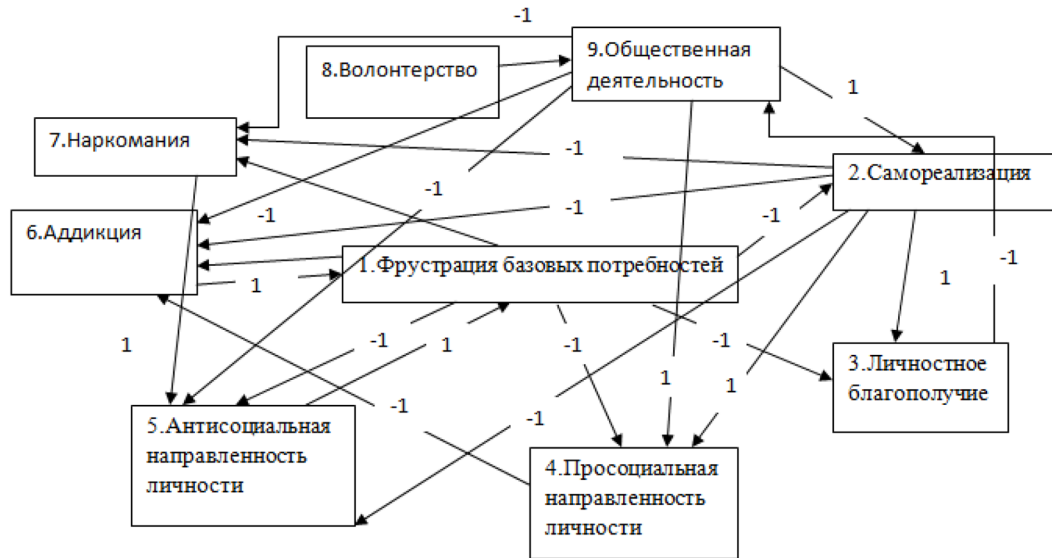 -1
9.Общественная
деятельность
8.Волонтерство
1
7.Наркомания
-1
2.Самореализация
-1
-1
-1
-1
6.Аддикция
1.Фрустрация базовых потребностей
1
-1
1
1
-1
1
-1
-1
3.Личностное
благополучие
1
1
-1
-1
5.Антисоциальная
направленность
личности
4.Просоциальная
направленность
личности